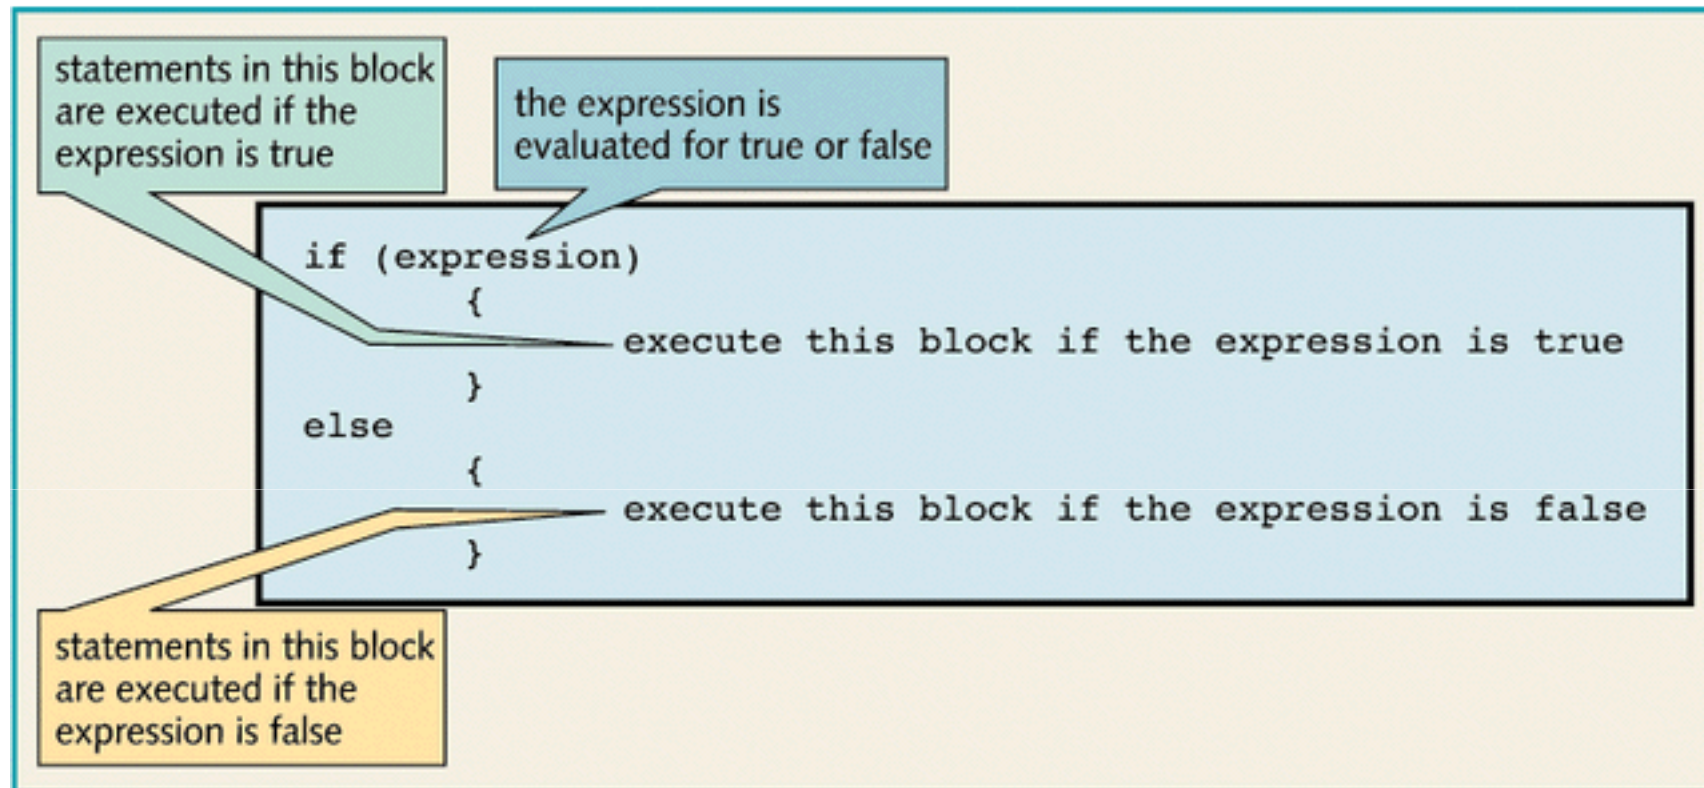 statements in this block
are executed if the
expression is true
the expression is
evaluated for true or false
if (expression)
{
execute this block if the expression is true
}
else
{
execute this block if the expression is false
}
statements in this block
are executed if the
expression is false